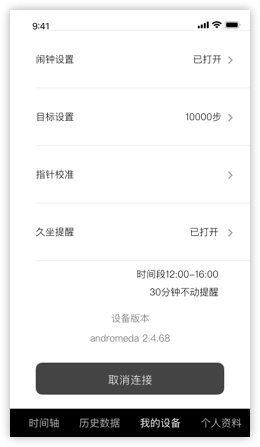 9:41
闹钟设置 已打开
目标设置 10000步
指针校准
久坐提醒 已打开
时间段12:00-16:00
30分钟不动提醒
设备版本
andromeda 2.4.68
取消连接
时间轴 历史数据 我的设备 个人资料